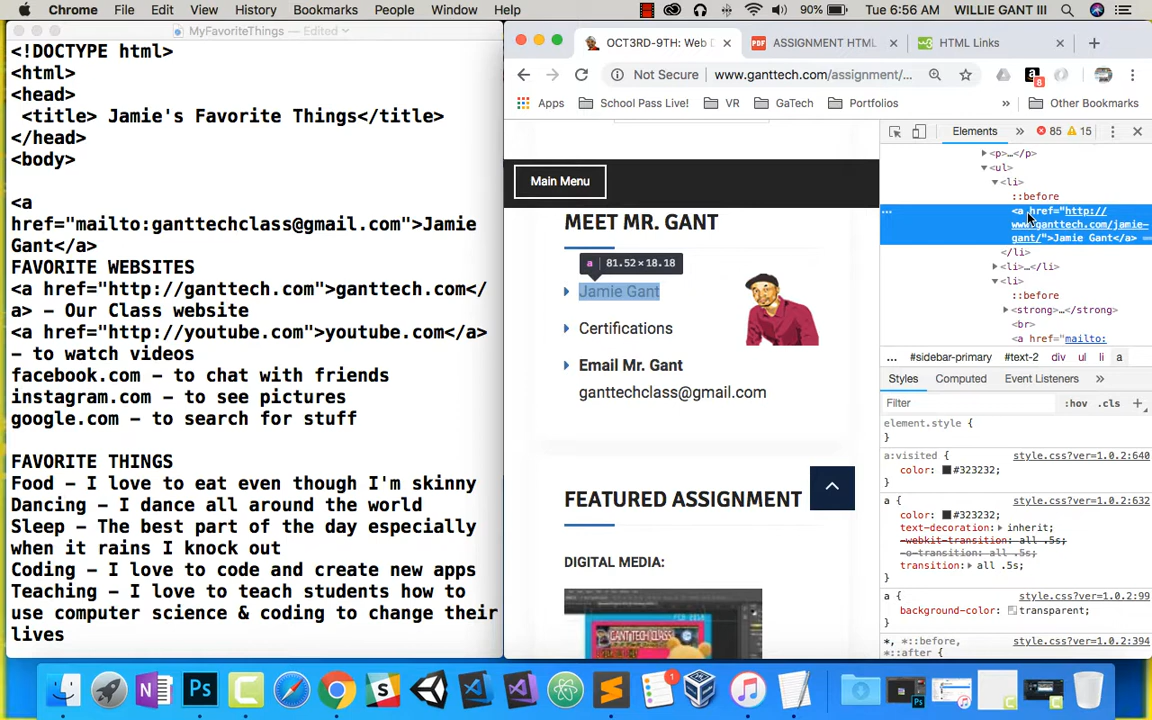 Chrome File Edit View History Bookmarks People Window Help 90% Tue 6:56 AM WILLIE GANT III
MyFavoriteThings — Edited
<!DOCTYPE html>
<html>
<head>
<title> Jamie's Favorite Things</title>
</head>
<body>
<a
href="mailto:ganttechclass@gmail.com">Jamie
Gant</a>
FAVORITE WEBSITES
<a href="http://ganttech.com">ganttech.com</
a> – Our Class website
<a href="http://youtube.com">youtube.com</a>
– to watch videos
facebook.com – to chat with friends
instagram.com – to see pictures
google.com – to search for stuff
FAVORITE THINGS
Food – I love to eat even though I'm skinny
Dancing – I dance all around the world
Sleep – The best part of the day especially
when it rains I knock out
Coding – I love to code and create new apps
Teaching – I love to teach students how to
use computer science & coding to change their
lives
OCT3RD-9TH: Web D
ASSIGNMENT HTML
HTML Links
Not Secure www.ganttech.com/assignment/...
8
Apps School Pass Live! VR GaTech Portfolios » Other Bookmarks
Main Menu
MEET MR. GANT
a 81.52×18.18
Jamie Gant
Certifications
Email Mr. Gant
ganttechclass@gmail.com
FEATURED ASSIGNMENT
DIGITAL MEDIA:
GANT TECH CLASS
Elements » 85 15
<p>…</p>
<ul>
<li>
::before
<a href="http://
www.ganttech.com/jamie-
gant/">Jamie Gant</a> ==
</li>
<li>…</li>
<li>
::before
<strong>…</strong>
<br>
<a href="mailto:
... #sidebar-primary #text-2 div ul li a
Styles Computed Event Listeners »
Filter :hov .cls +
element.style {
}
a:visited { style.css?ver=1.0.2:640
color: #323232;
}
a { style.css?ver=1.0.2:632
color: #323232;
text-decoration: inherit;
-webkit-transition: all .5s;
-o-transition: all .5s;
transition: all .5s;
}
a { style.css?ver=1.0.2:99
background-color: transparent;
}
*, *::before, style.css?ver=1.0.2:394
*::after {
N Ps 1